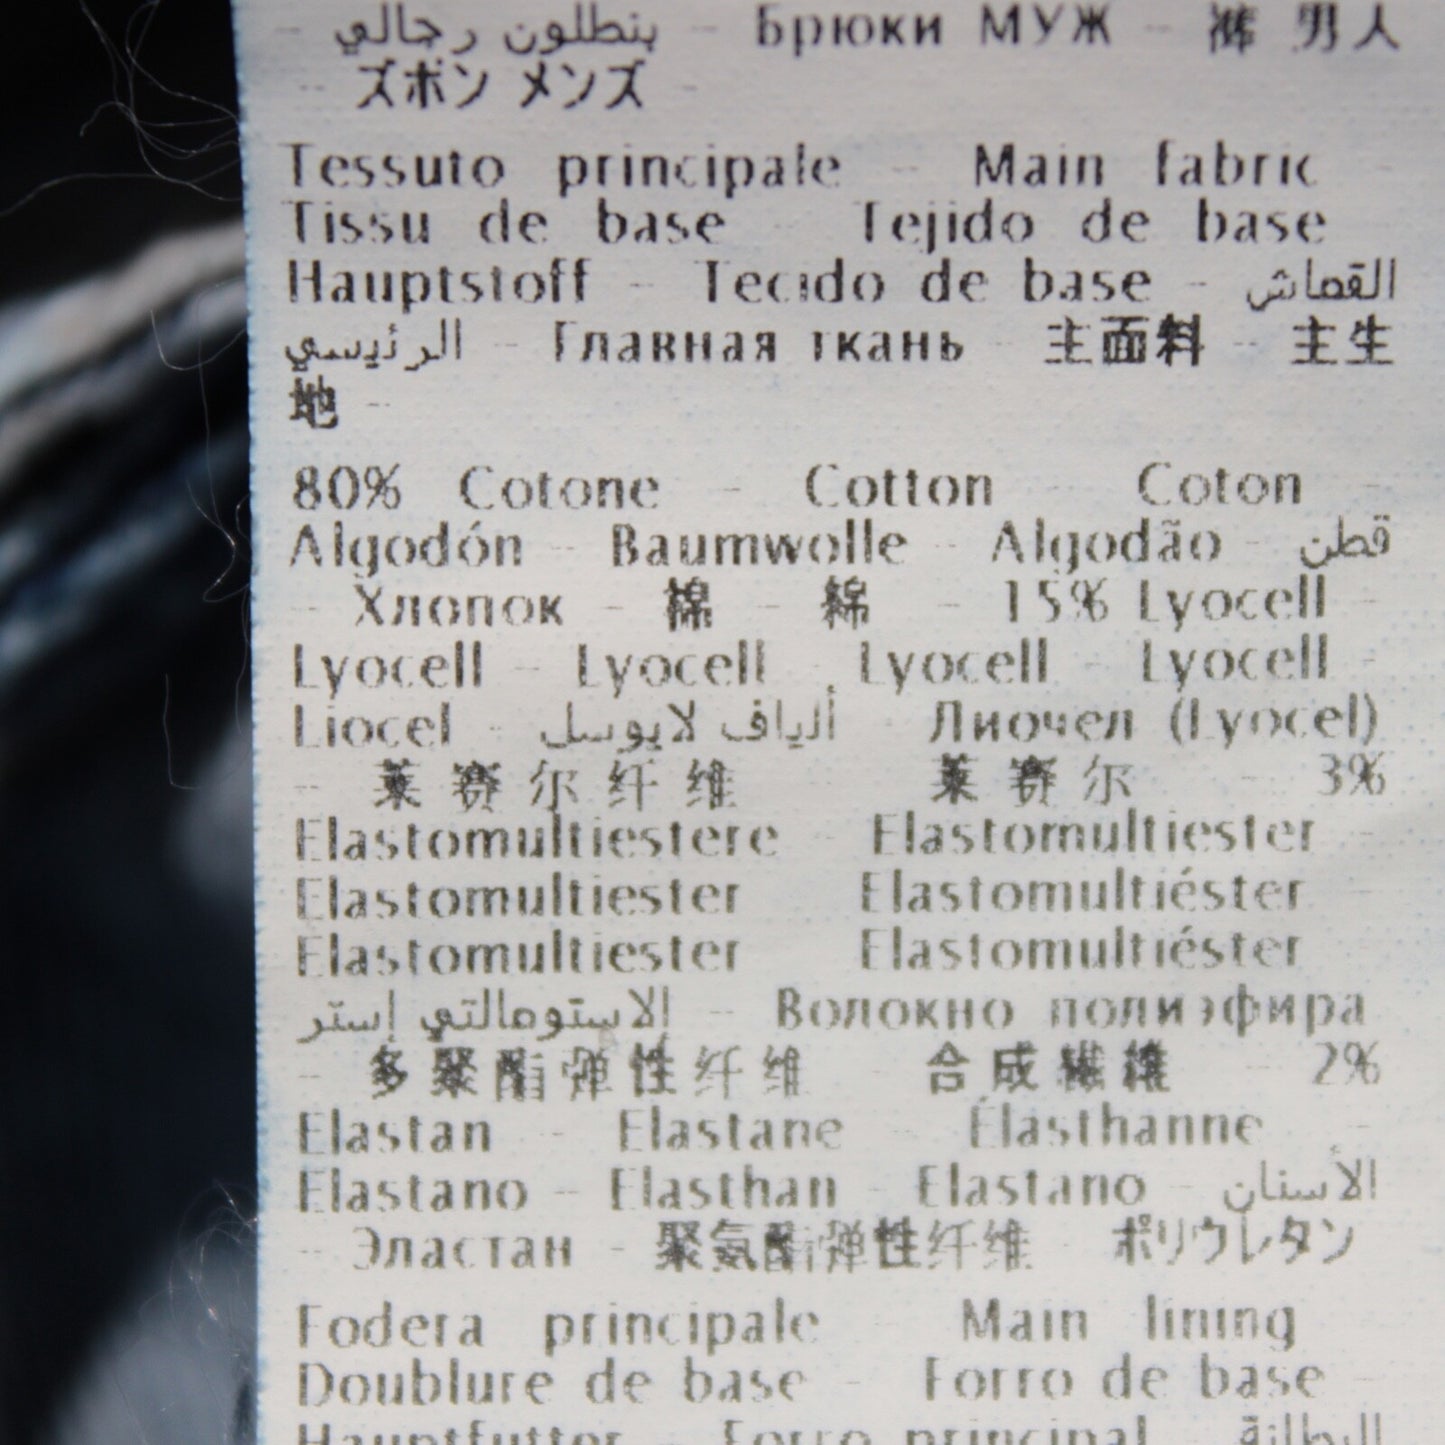 - بنطلون رجالي - Брюки МУЖ - 裤 男人
- ズボン メンズ -
Tessuto principale - Main fabric
Tissu de base - Tejido de base
Hauptstoff - Tecido de base - القماش
الرئيسي - Главная ткань - 主面料 - 主生
地 -
80% Cotone - Cotton - Coton -
Algodón - Baumwolle - Algodão - قطن
- Хлопок - 棉 - 綿 - 15% Lyocell -
Lyocell - Lyocell - Lyocell - Lyocell -
Liocel - ألياف لايوسل - Лиочел (Lyocel)
- 莱赛尔纤维 - 莱赛尔 - 3%
Elastomultiestere - Elastomultiester -
Elastomultiester - Elastomultiéster -
Elastomultiester - Elastomultiéster -
الاستومالتي إستر - Волокно полиэфира
- 多聚酯弹性纤维 - 合成繊維 - 2%
Elastan - Elastane - Élasthanne -
Elastano - Elasthan - Elastano - الأسنان
- Эластан - 聚氨酯弹性纤维 - ポリウレタン
Fodera principale - Main lining
Doublure de base - Forro de base -
Hauptfutter - Forro principal - البطانة